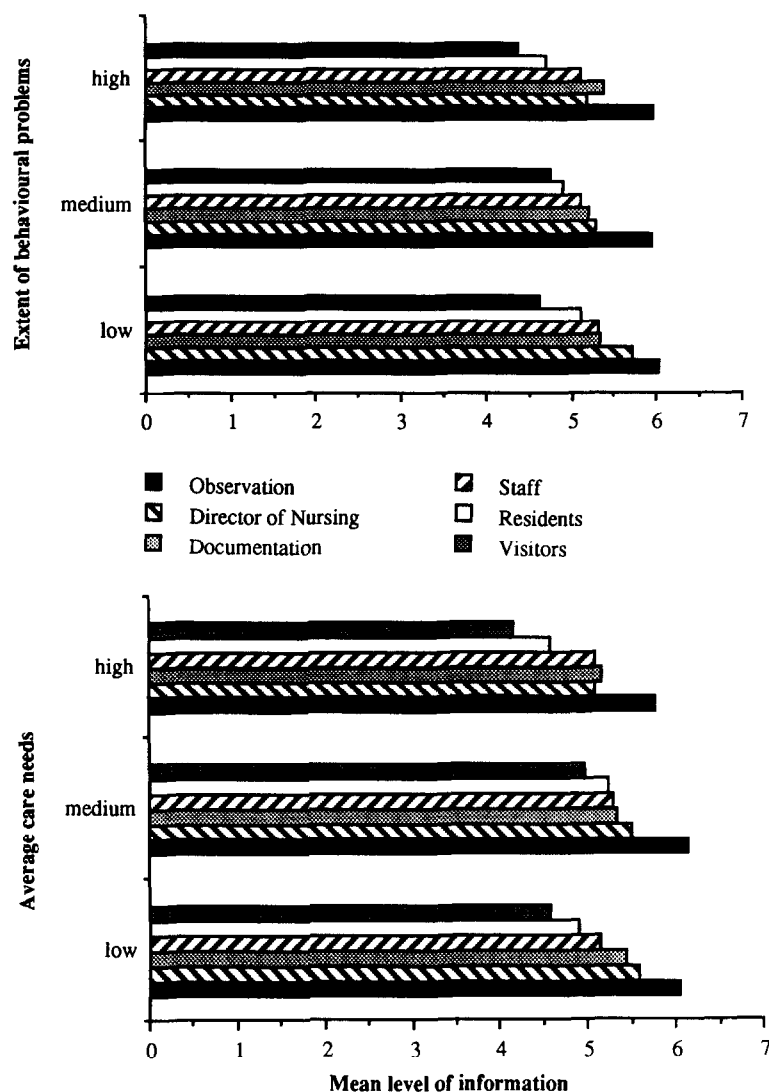 Extent of behavioural problems
high
medium
low
0 1 2 3 4 5 6 7
Observation
Director of Nursing
Documentation
Staff
Residents
Visitors
Average care needs
high
medium
low
0 1 2 3 4 5 6 7
Mean level of information